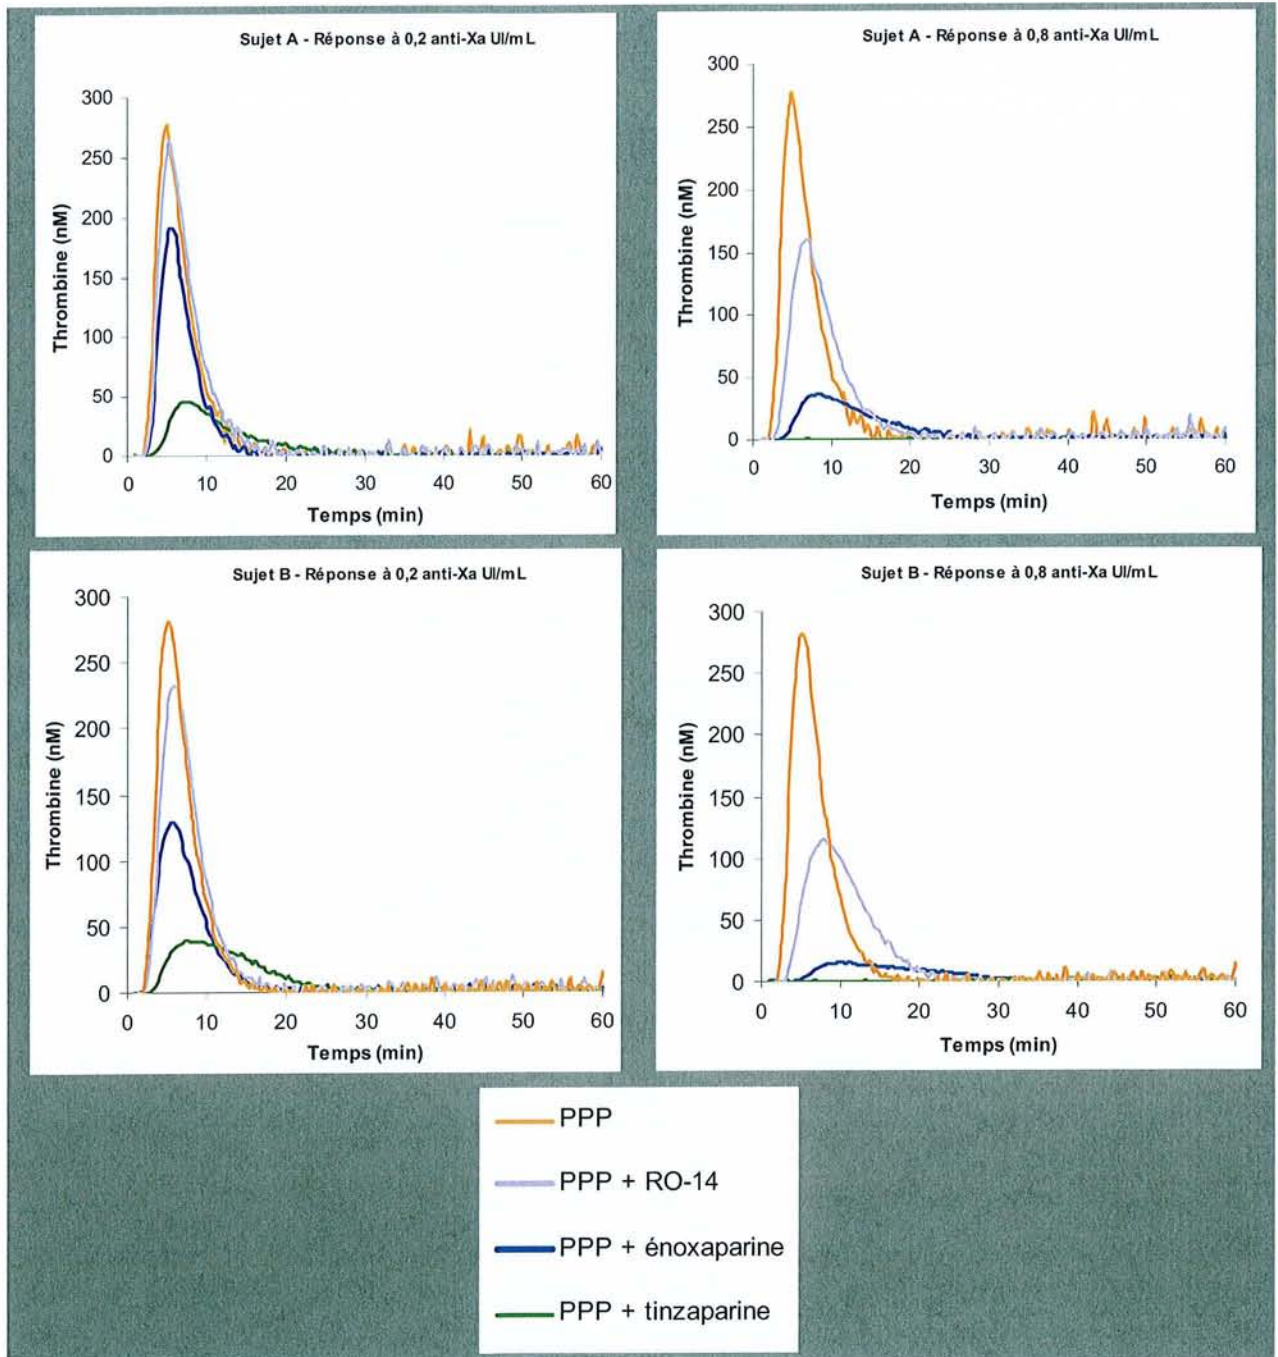 Sujet A - Réponse à 0,2 anti-Xa UI/mL
300
250
200
150
100
50
0
Thrombine (nM)
0 10 20 30 40 50 60
Temps (min)
Sujet A - Réponse à 0,8 anti-Xa UI/mL
300
250
200
150
100
50
0
Thrombine (nM)
0 10 20 30 40 50 60
Temps (min)
Sujet B - Réponse à 0,2 anti-Xa UI/mL
300
250
200
150
100
50
0
Thrombine (nM)
0 10 20 30 40 50 60
Temps (min)
Sujet B - Réponse à 0,8 anti-Xa UI/mL
300
250
200
150
100
50
0
Thrombine (nM)
0 10 20 30 40 50 60
Temps (min)
PPP
PPP + RO-14
PPP + énoxaparine
PPP + tinzaparine